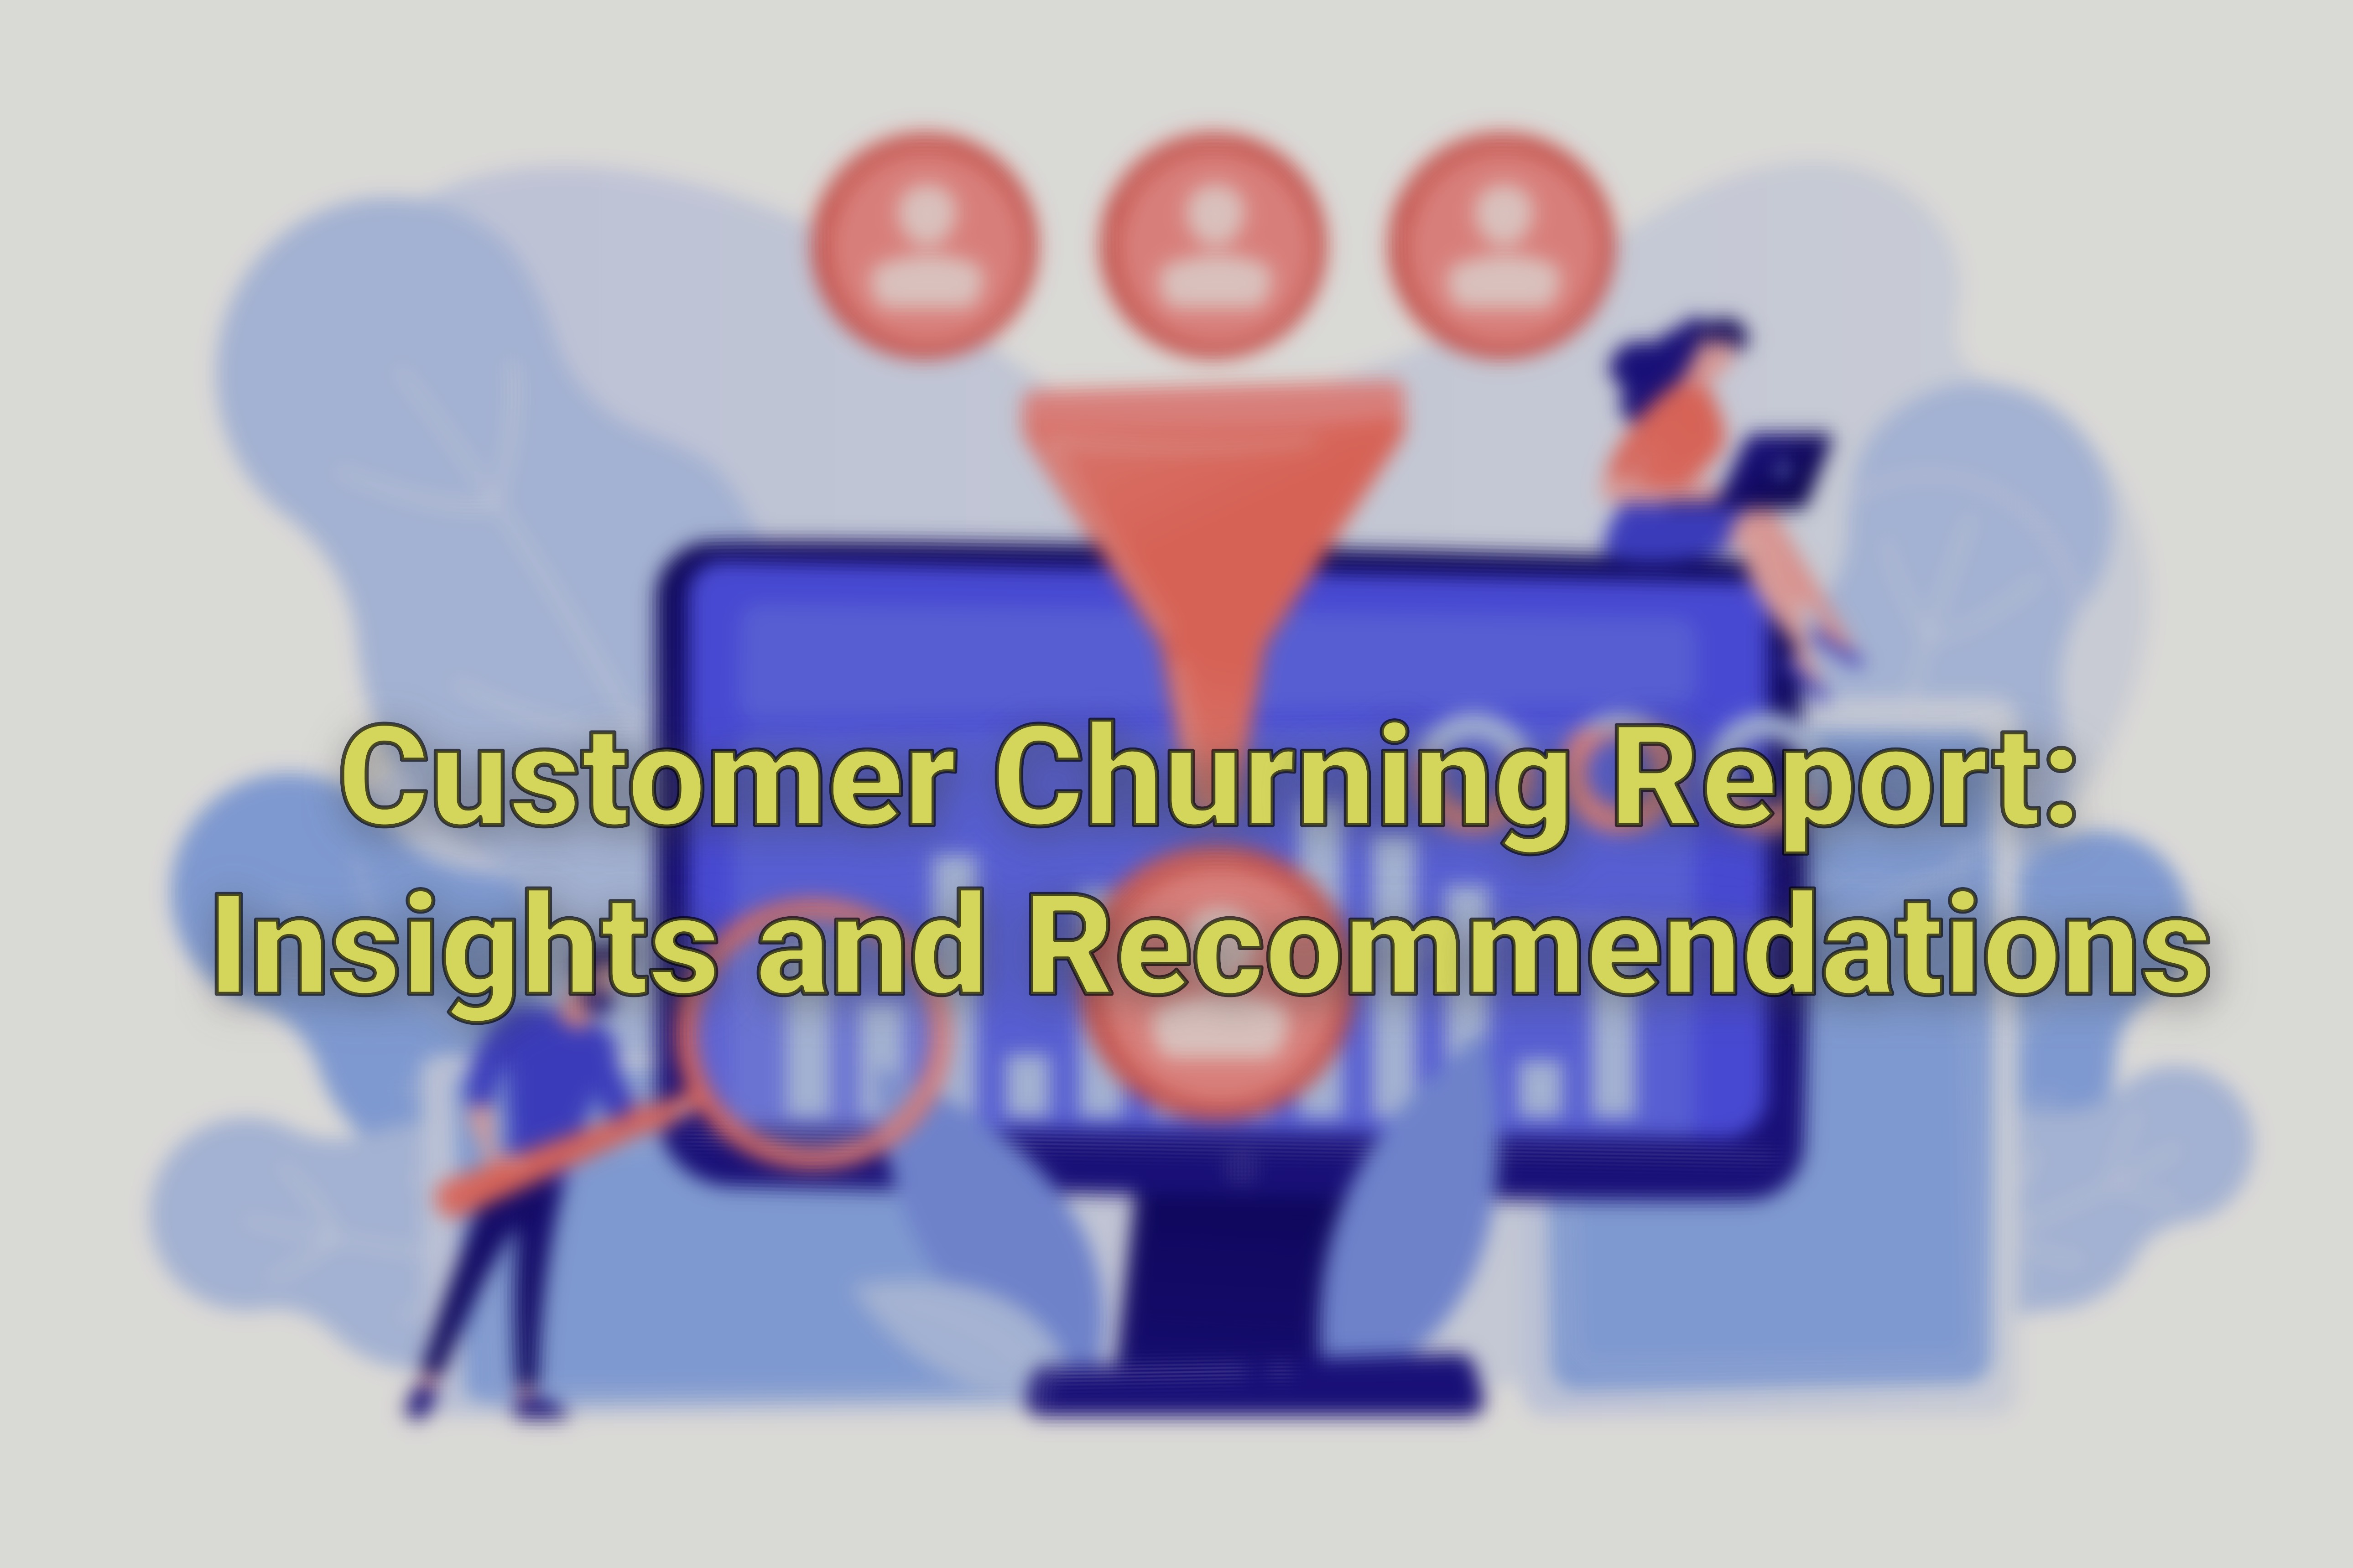 Customer Churning Report:
Insights and Recommendations